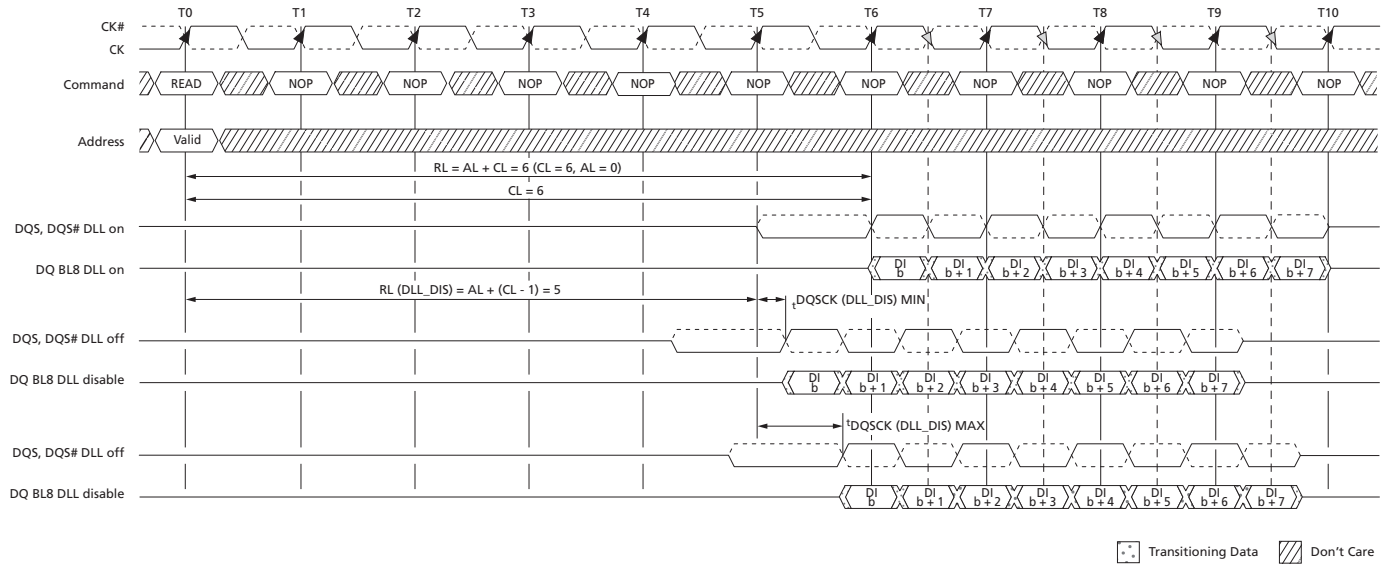 T0 T1 T2 T3 T4 T5 T6 T7 T8 T9 T10
CK#
CK
Command READ NOP NOP NOP NOP NOP NOP NOP NOP NOP NOP
Address Valid
RL = AL + CL = 6 (CL = 6, AL = 0)
CL = 6
DQS, DQS# DLL on
DQ BL8 DLL on DI b DI b + 1 DI b + 2 DI b + 3 DI b + 4 DI b + 5 DI b + 6 DI b + 7
RL (DLL_DIS) = AL + (CL - 1) = 5 tDQSCK (DLL_DIS) MIN
DQS, DQS# DLL off
DQ BL8 DLL disable DI b DI b + 1 DI b + 2 DI b + 3 DI b + 4 DI b + 5 DI b + 6 DI b + 7
tDQSCK (DLL_DIS) MAX
DQS, DQS# DLL off
DQ BL8 DLL disable DI b DI b + 1 DI b + 2 DI b + 3 DI b + 4 DI b + 5 DI b + 6 DI b + 7
Transitioning Data Don't Care